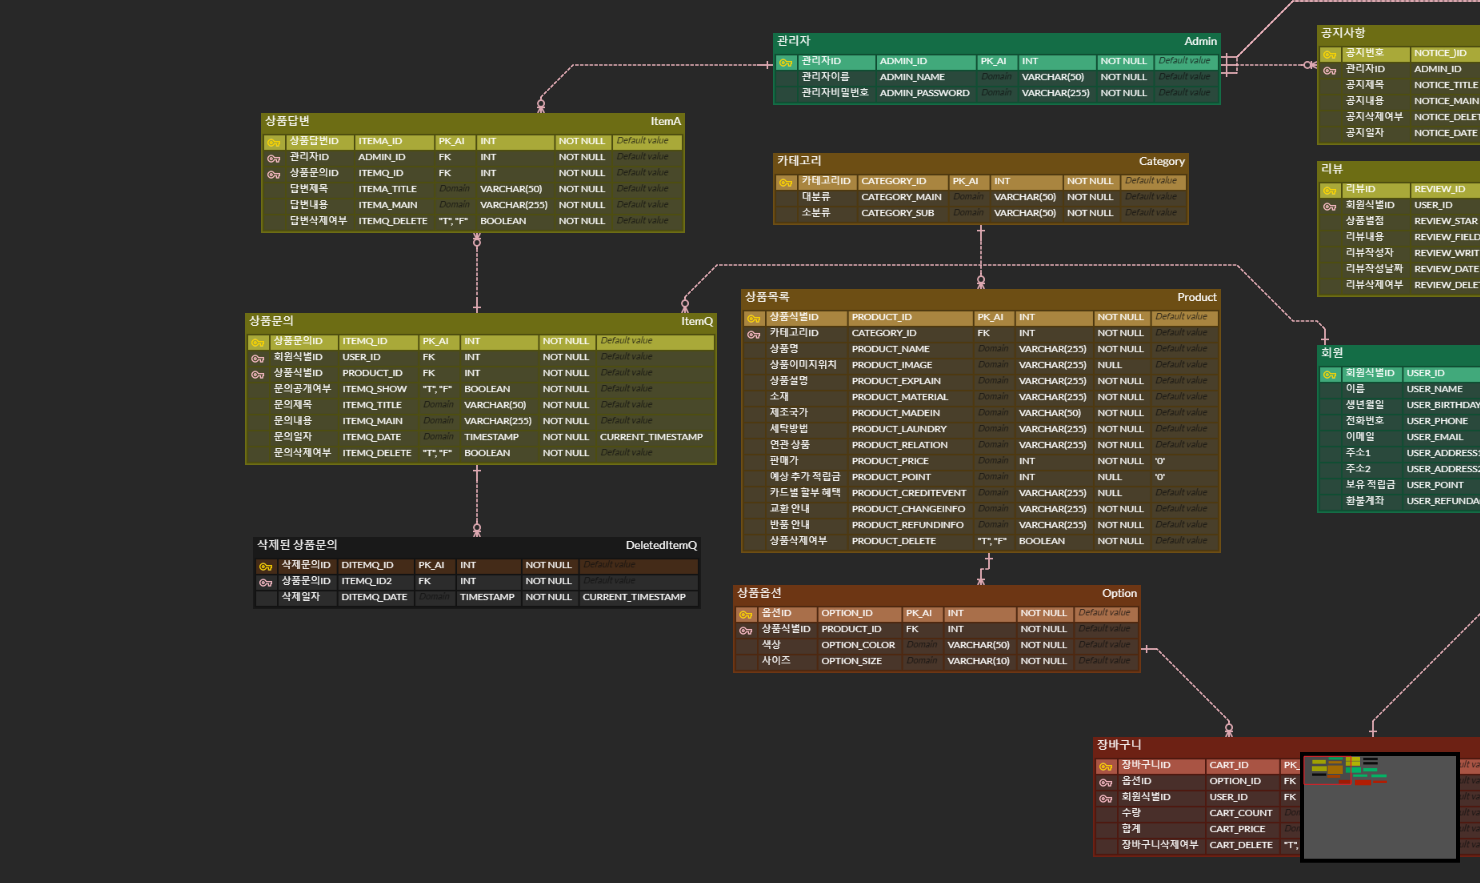 관리자 Admin
관리자ID ADMIN_ID PK_AI INT NOT NULL Default value
관리자이름 ADMIN_NAME Domain VARCHAR(50) NOT NULL Default value
관리자비밀번호 ADMIN_PASSWORD Domain VARCHAR(255) NOT NULL Default value
공지사항
공지번호 NOTICE_ID
관리자ID ADMIN_ID
공지제목 NOTICE_TITLE
공지내용 NOTICE_MAIN
공지삭제여부 NOTICE_DELE
공지일자 NOTICE_DATE
상품답변 ItemA
상품답변ID ITEMA_ID PK_AI INT NOT NULL Default value
관리자ID ADMIN_ID FK INT NOT NULL Default value
상품문의ID ITEMQ_ID FK INT NOT NULL Default value
답변제목 ITEMA_TITLE Domain VARCHAR(50) NOT NULL Default value
답변내용 ITEMA_MAIN Domain VARCHAR(255) NOT NULL Default value
답변삭제여부 ITEMQ_DELETE "T", "F" BOOLEAN NOT NULL Default value
카테고리 Category
카테고리ID CATEGORY_ID PK_AI INT NOT NULL Default value
대분류 CATEGORY_MAIN Domain VARCHAR(50) NOT NULL Default value
소분류 CATEGORY_SUB Domain VARCHAR(50) NOT NULL Default value
리뷰
리뷰ID REVIEW_ID
회원식별ID USER_ID
상품별점 REVIEW_STAR
리뷰내용 REVIEW_FIELD
리뷰작성자 REVIEW_WRIT
리뷰작성날짜 REVIEW_DATE
리뷰삭제여부 REVIEW_DELE
상품문의 ItemQ
상품문의ID ITEMQ_ID PK_AI INT NOT NULL Default value
회원식별ID USER_ID FK INT NOT NULL Default value
상품식별ID PRODUCT_ID FK INT NOT NULL Default value
문의공개여부 ITEMQ_SHOW "T", "F" BOOLEAN NOT NULL Default value
문의제목 ITEMQ_TITLE Domain VARCHAR(50) NOT NULL Default value
문의내용 ITEMQ_MAIN Domain VARCHAR(255) NOT NULL Default value
문의일자 ITEMQ_DATE Domain TIMESTAMP NOT NULL CURRENT_TIMESTAMP
문의삭제여부 ITEMQ_DELETE "T", "F" BOOLEAN NOT NULL Default value
상품목록 Product
상품식별ID PRODUCT_ID PK_AI INT NOT NULL Default value
카테고리ID CATEGORY_ID FK INT NOT NULL Default value
상품명 PRODUCT_NAME Domain VARCHAR(255) NOT NULL Default value
상품이미지위치 PRODUCT_IMAGE Domain VARCHAR(255) NULL Default value
상품설명 PRODUCT_EXPLAIN Domain VARCHAR(255) NOT NULL Default value
소재 PRODUCT_MATERIAL Domain VARCHAR(255) NOT NULL Default value
제조국가 PRODUCT_MADEIN Domain VARCHAR(50) NOT NULL Default value
세탁방법 PRODUCT_LAUNDRY Domain VARCHAR(255) NOT NULL Default value
연관 상품 PRODUCT_RELATION Domain VARCHAR(255) NOT NULL Default value
판매가 PRODUCT_PRICE Domain INT NOT NULL '0'
예상 추가 적립금 PRODUCT_POINT Domain INT NULL '0'
카드별 할부 혜택 PRODUCT_CREDITEVENT Domain VARCHAR(255) NULL Default value
교환 안내 PRODUCT_CHANGEINFO Domain VARCHAR(255) NOT NULL Default value
반품 안내 PRODUCT_REFUNDINFO Domain VARCHAR(255) NOT NULL Default value
상품삭제여부 PRODUCT_DELETE "T", "F" BOOLEAN NOT NULL Default value
회원
회원식별ID USER_ID
이름 USER_NAME
생년월일 USER_BIRTHDAY
전화번호 USER_PHONE
이메일 USER_EMAIL
주소1 USER_ADDRESS1
주소2 USER_ADDRESS2
보유 적립금 USER_POINT
환불계좌 USER_REFUNDA
삭제된 상품문의 DeletedItemQ
삭제문의ID DITEMQ_ID PK_AI INT NOT NULL Default value
상품문의ID ITEMQ_ID2 FK INT NOT NULL Default value
삭제일자 DITEMQ_DATE Domain TIMESTAMP NOT NULL CURRENT_TIMESTAMP
상품옵션 Option
옵션ID OPTION_ID PK_AI INT NOT NULL Default value
상품식별ID PRODUCT_ID FK INT NOT NULL Default value
색상 OPTION_COLOR Domain VARCHAR(50) NOT NULL Default value
사이즈 OPTION_SIZE Domain VARCHAR(10) NOT NULL Default value
장바구니
장바구니ID CART_ID PK_
옵션ID OPTION_ID FK
회원식별ID USER_ID FK
수량 CART_COUNT
합계 CART_PRICE
장바구니삭제여부 CART_DELETE "T",